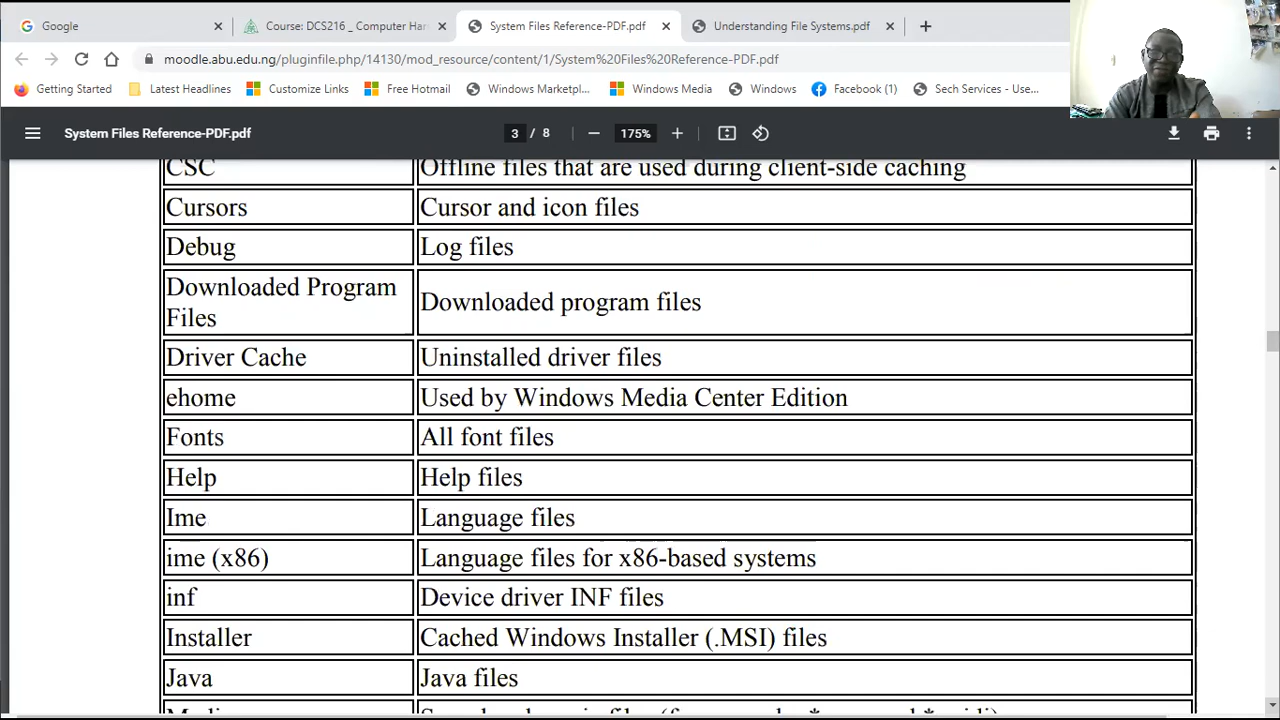 Google
Course: DCS216 _ Computer Har
System Files Reference-PDF.pdf
Understanding File Systems.pdf
moodle.abu.edu.ng/pluginfile.php/14130/mod_resource/content/1/System%20Files%20Reference-PDF.pdf
Getting Started
Latest Headlines
Customize Links
Free Hotmail
Windows Marketpl...
Windows Media
Windows
Facebook (1)
Sech Services - Use...
System Files Reference-PDF.pdf
3 / 8
175%
CSC Offline files that are used during client-side caching
Cursors Cursor and icon files
Debug Log files
Downloaded Program
Files
Downloaded program files
Driver Cache Uninstalled driver files
ehome Used by Windows Media Center Edition
Fonts All font files
Help Help files
Ime Language files
ime (x86) Language files for x86-based systems
inf Device driver INF files
Installer Cached Windows Installer (.MSI) files
Java Java files